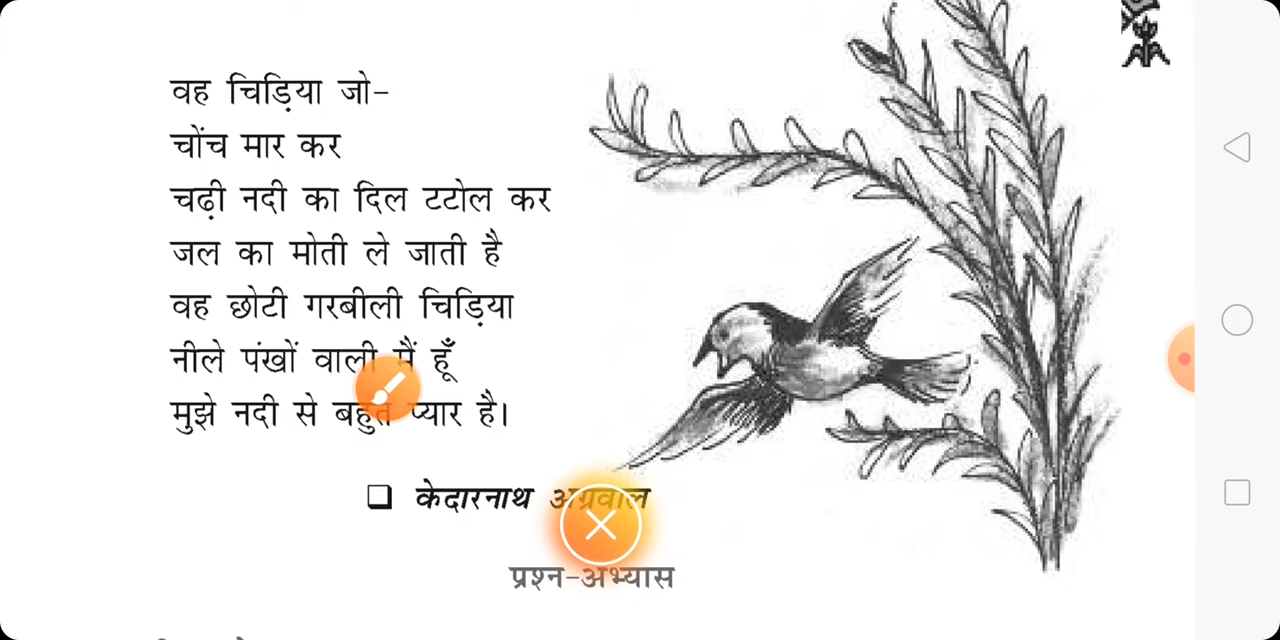 वह चिड़िया जो-
चोंच मार कर
चढ़ी नदी का दिल टटोल कर
जल का मोती ले जाती है
वह छोटी गरबीली चिड़िया
नीले पंखों वाली मैं हूँ
मुझे नदी से बहुत प्यार है।
❑ केदारनाथ अग्रवाल
प्रश्न-अभ्यास